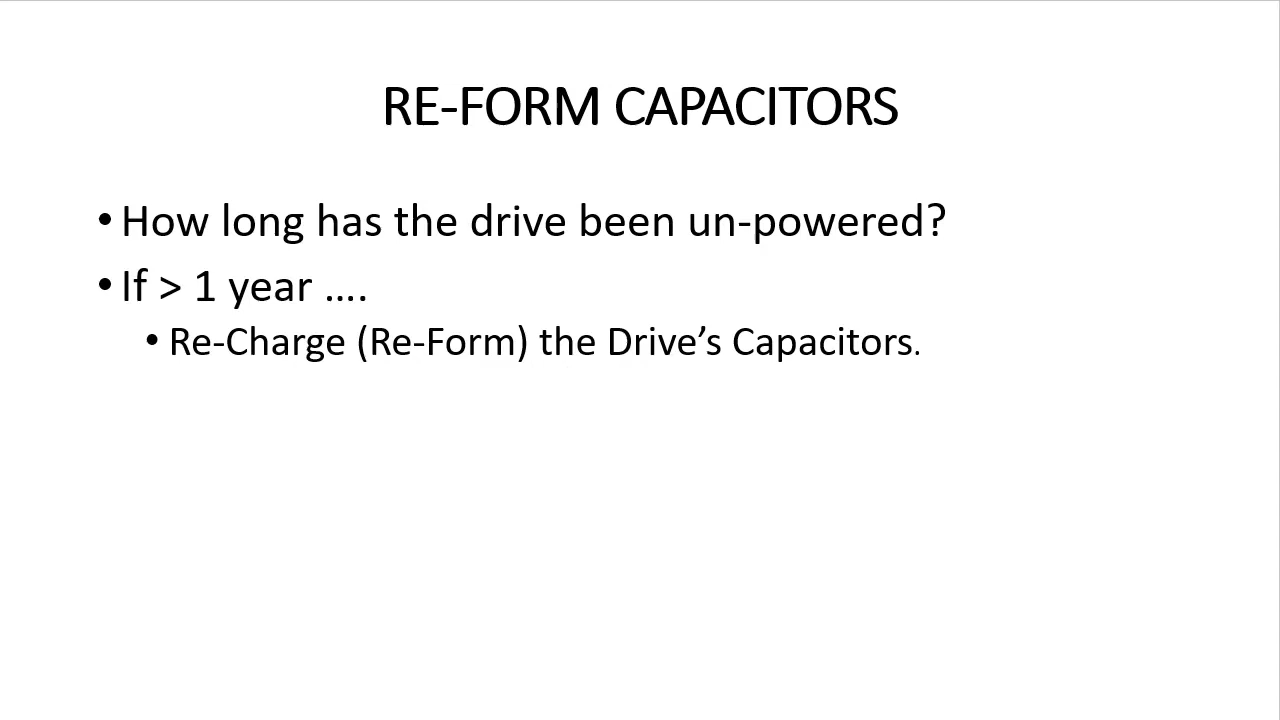 RE-FORM CAPACITORS
• How long has the drive been un-powered?
• If > 1 year ....
• Re-Charge (Re-Form) the Drive’s Capacitors.